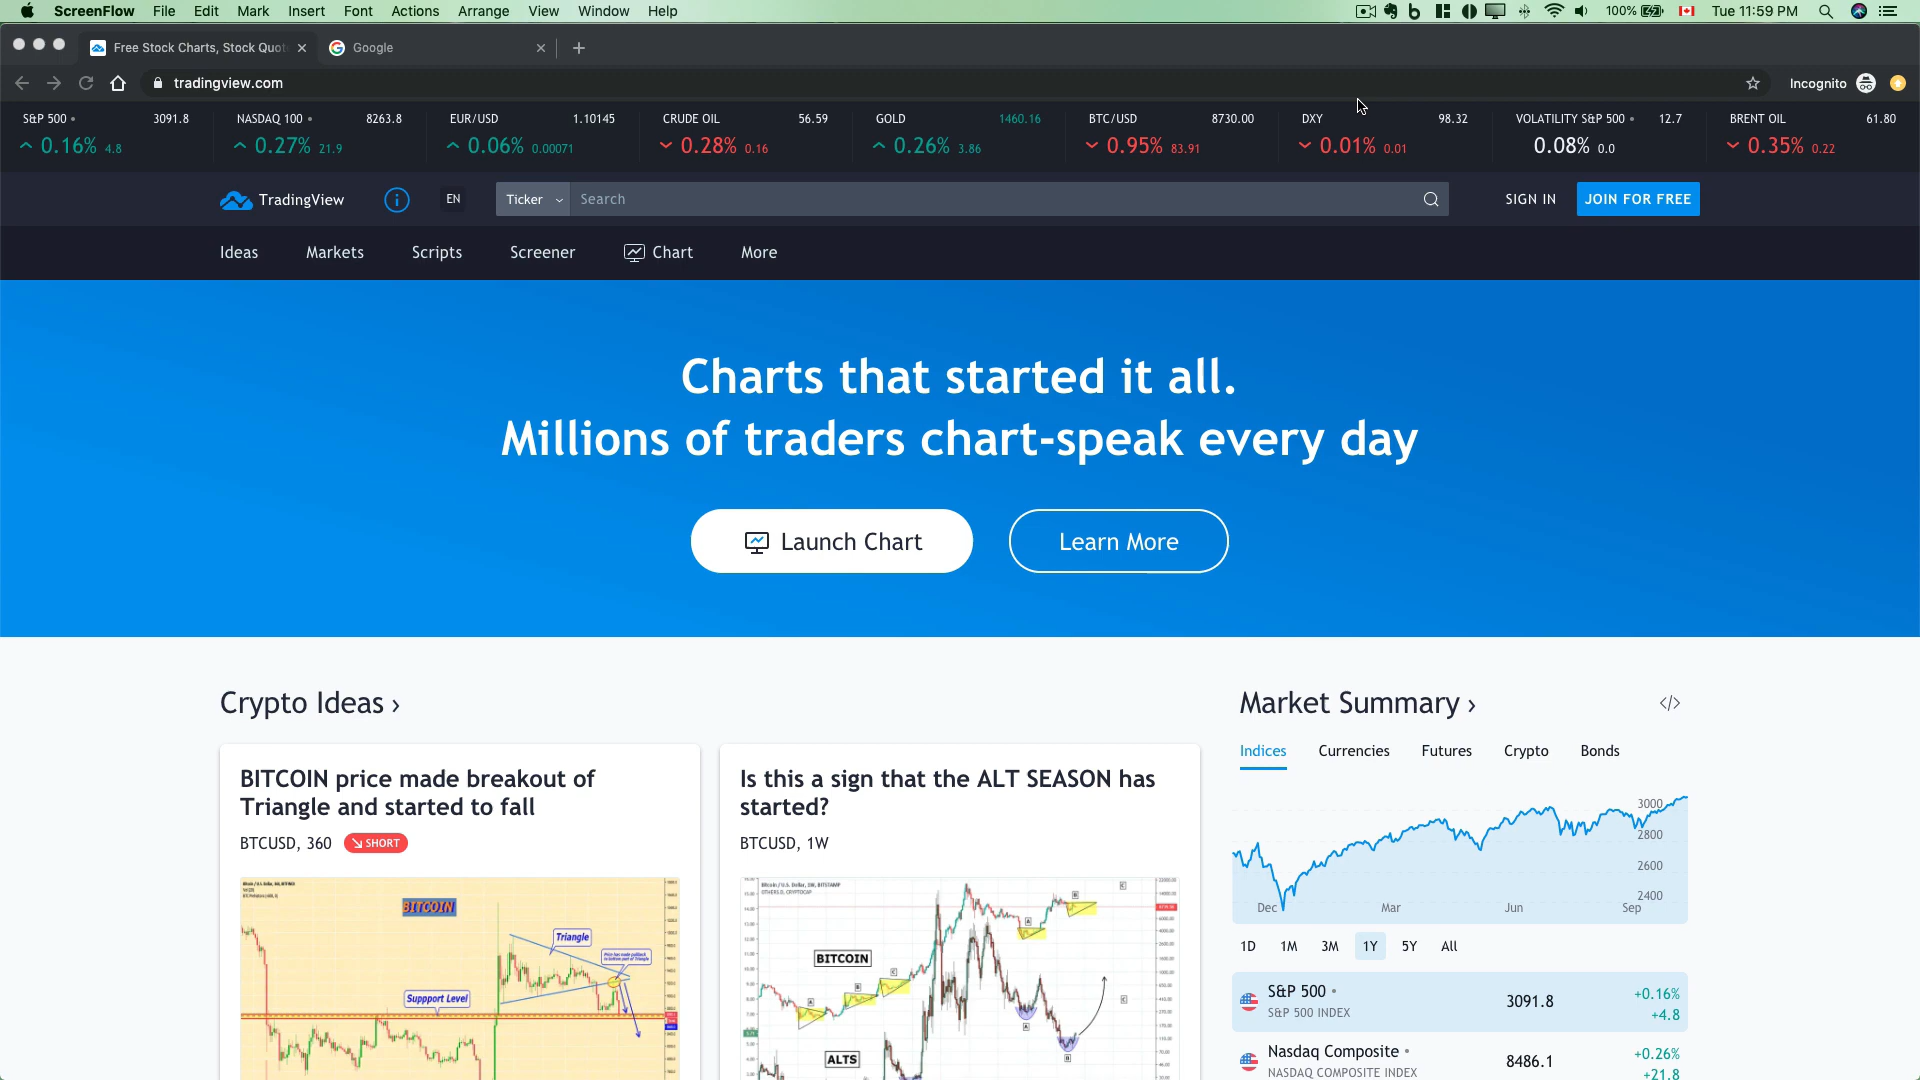 ScreenFlow File Edit Mark Insert Font Actions Arrange View Window Help 100% Tue 11:59 PM
Free Stock Charts, Stock Quot Google
tradingview.com Incognito
S&P 500 3091.8 NASDAQ 100 8263.8 EUR/USD 1.10145 CRUDE OIL 56.59 GOLD 1460.16 BTC/USD 8730.00 DXY 98.32 VOLATILITY S&P 500 12.7 BRENT OIL 61.80
0.16% 4.8 0.27% 21.9 0.06% 0.00071 0.28% 0.16 0.26% 3.86 0.95% 83.91 0.01% 0.01 0.08% 0.0 0.35% 0.22
TradingView EN Ticker Search SIGN IN JOIN FOR FREE
Ideas Markets Scripts Screener Chart More
Charts that started it all.
Millions of traders chart-speak every day
Launch Chart Learn More
Crypto Ideas ›
BITCOIN price made breakout of
Triangle and started to fall
BTCUSD, 360 SHORT
BITCOIN
Triangle
Suppport Level
Is this a sign that the ALT SEASON has
started?
BTCUSD, 1W
BITCOIN
ALTS
Market Summary › </>
Indices Currencies Futures Crypto Bonds
3000
2800
2600
2400
Dec Mar Jun Sep
1D 1M 3M 1Y 5Y All
S&P 500 3091.8 +0.16%
S&P 500 INDEX +4.8
Nasdaq Composite 8486.1 +0.26%
NASDAQ COMPOSITE INDEX +21.8